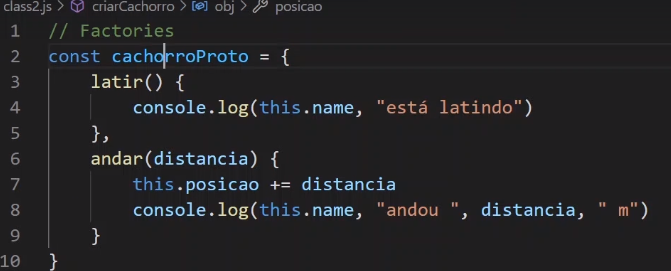 class2.js > criarCachorro > obj > posicao
1 // Factories
2 const cachorroProto = {
3 latir() {
4 console.log(this.name, "está latindo")
5 },
6 andar(distancia) {
7 this.posicao += distancia
8 console.log(this.name, "andou ", distancia, " m")
9 }
10 }